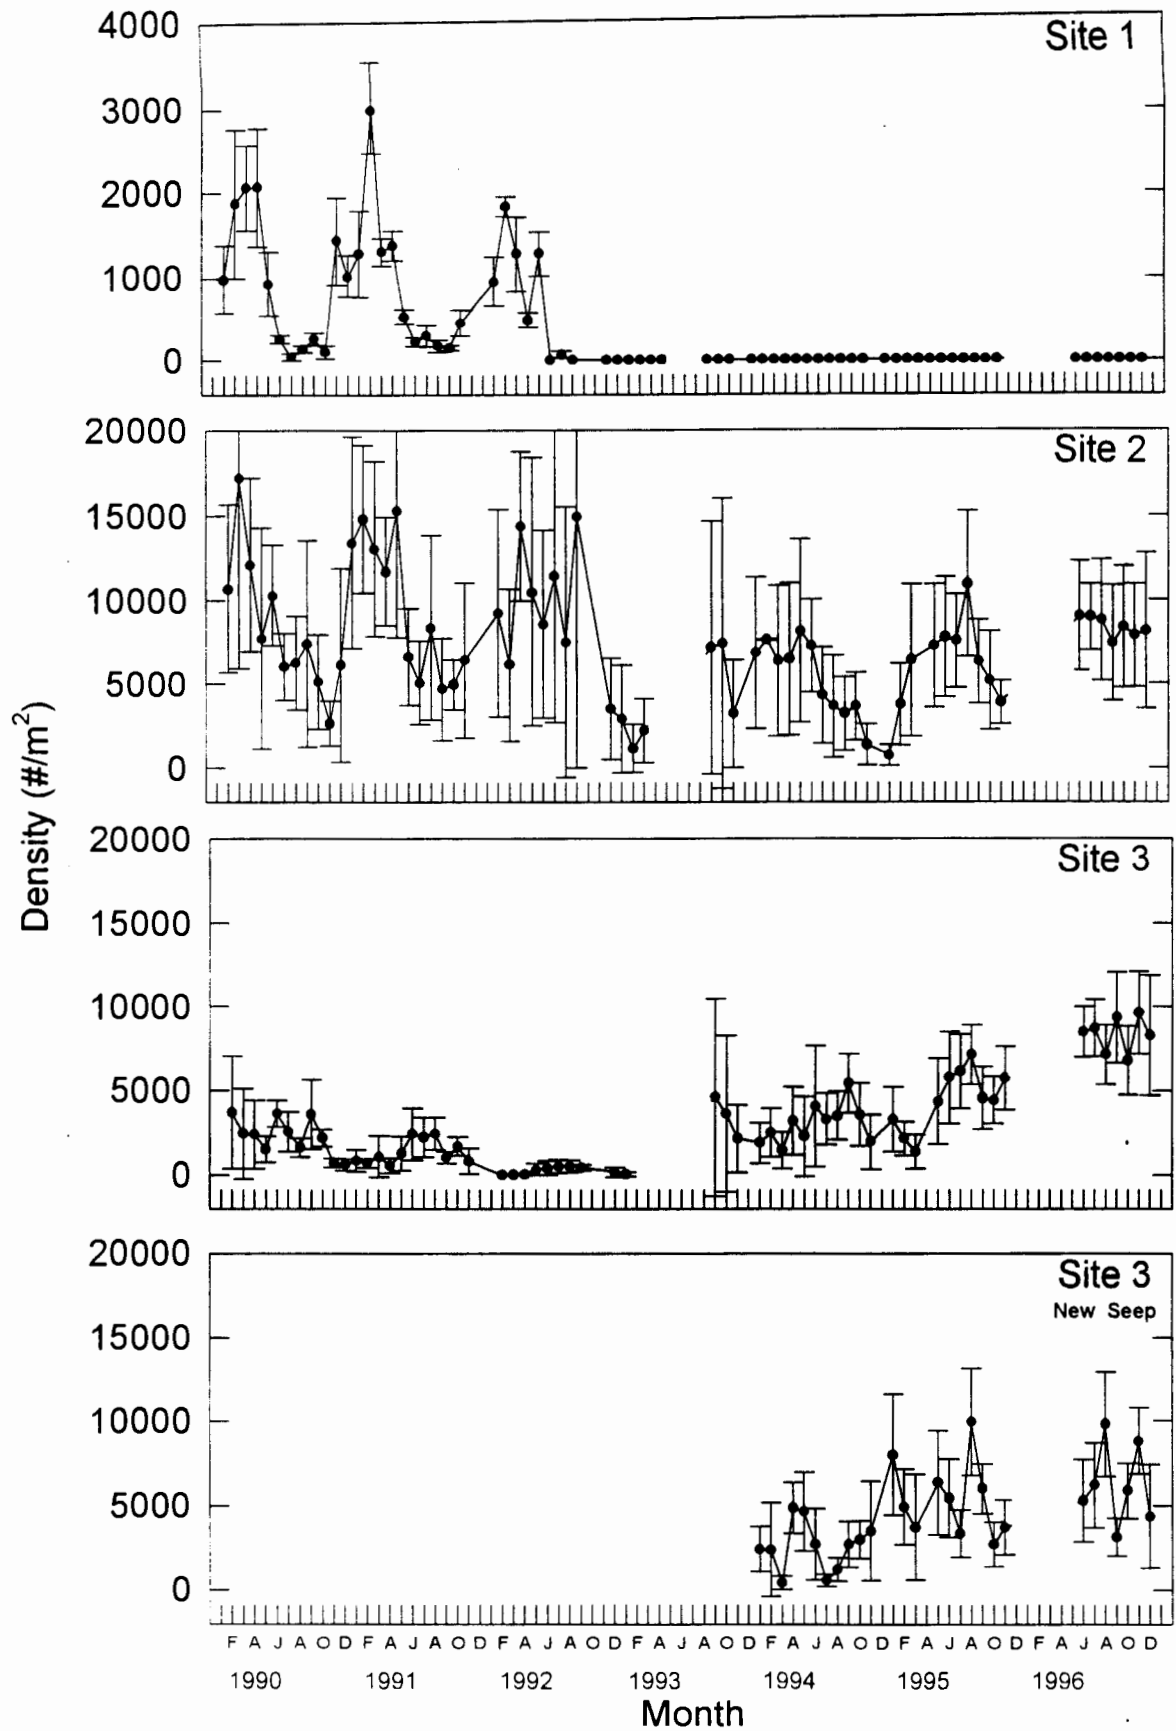 4000
Site 1
3000
2000
1000
0
20000
Site 2
15000
10000
5000
0
Density (#/m²)
20000
Site 3
15000
10000
5000
0
20000
Site 3
New Seep
15000
10000
5000
0
F A J A O D F A J A O D F A J A O D F A J A O D F A J A O D F A J A O D F A J A O D
1990 1991 1992 1993 1994 1995 1996
Month